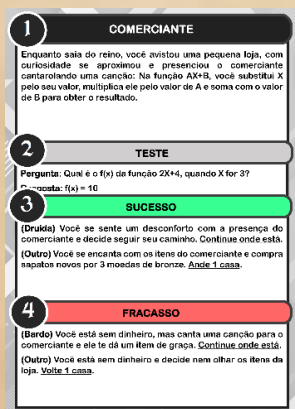 1
COMERCIANTE
Enquanto saia do reino, você avistou uma pequena loja, com
curiosidade se aproximou e presenciou o comerciante
cantarolando uma canção: Na função AX+B, você substitui X
pelo seu valor, multiplica ele pelo valor de A e soma com o valor
de B para obter o resultado.
2
TESTE
Pergunta: Qual é o f(x) da função 2X+4, quando X for 3?
Resposta: f(x) = 10
3
SUCESSO
(Druida) Você se sente um desconforto com a presença do
comerciante e decide seguir seu caminho. Continue onde está.
(Outro) Você se encanta com os itens do comerciante e compra
sapatos novos por 3 moedas de bronze. Ande 1 casa.
4
FRACASSO
(Bardo) Você está sem dinheiro, mas canta uma canção para o
comerciante e ele te dá um item de graça. Continue onde está.
(Outro) Você está sem dinheiro e decide nem olhar os itens da
loja. Volte 1 casa.